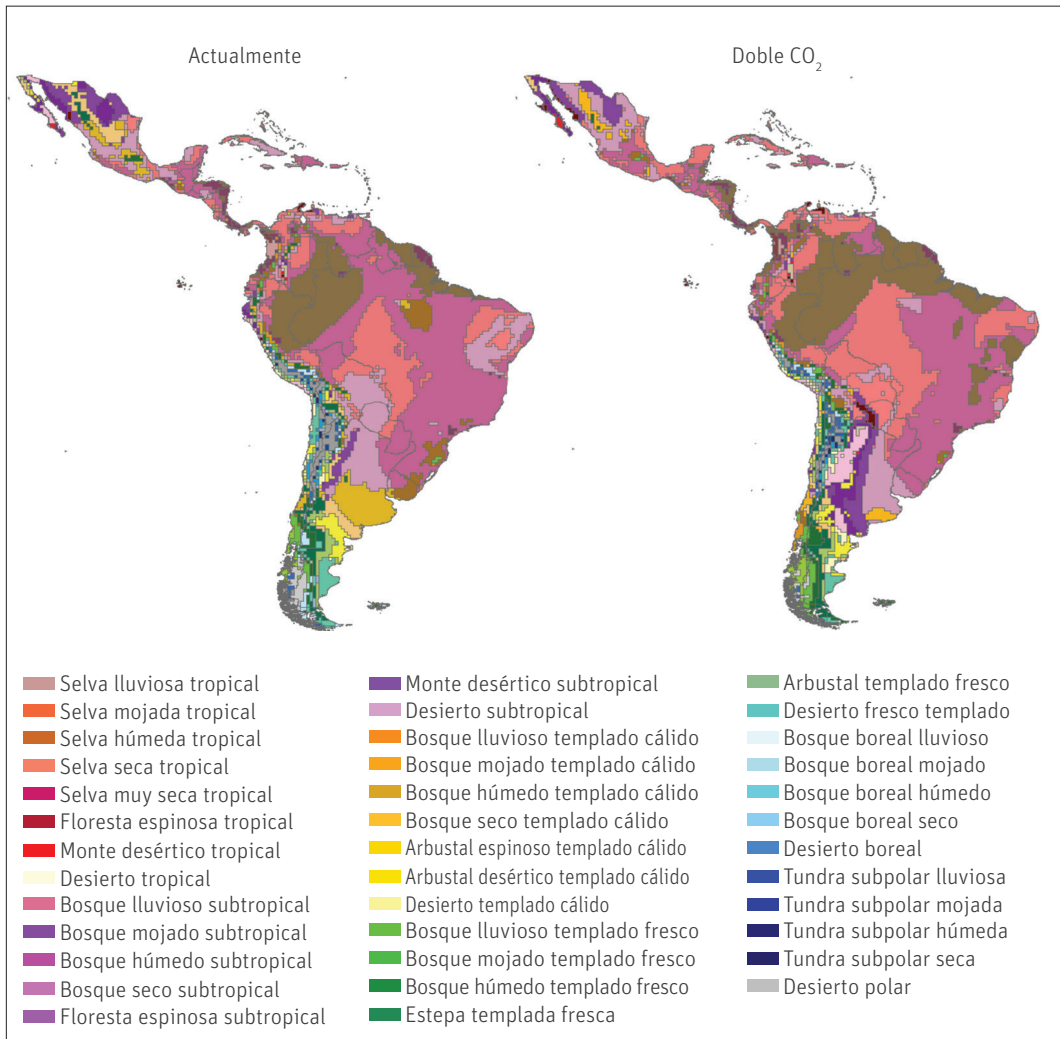 Actualmente
Doble CO₂
Selva lluviosa tropical
Selva mojada tropical
Selva húmeda tropical
Selva seca tropical
Selva muy seca tropical
Floresta espinosa tropical
Monte desértico tropical
Desierto tropical
Bosque lluvioso subtropical
Bosque mojado subtropical
Bosque húmedo subtropical
Bosque seco subtropical
Floresta espinosa subtropical
Monte desértico subtropical
Desierto subtropical
Bosque lluvioso templado cálido
Bosque mojado templado cálido
Bosque húmedo templado cálido
Bosque seco templado cálido
Arbustal espinoso templado cálido
Arbustal desértico templado cálido
Desierto templado cálido
Bosque lluvioso templado fresco
Bosque mojado templado fresco
Bosque húmedo templado fresco
Estepa templada fresca
Arbustal templado fresco
Desierto fresco templado
Bosque boreal lluvioso
Bosque boreal mojado
Bosque boreal húmedo
Bosque boreal seco
Desierto boreal
Tundra subpolar lluviosa
Tundra subpolar mojada
Tundra subpolar húmeda
Tundra subpolar seca
Desierto polar